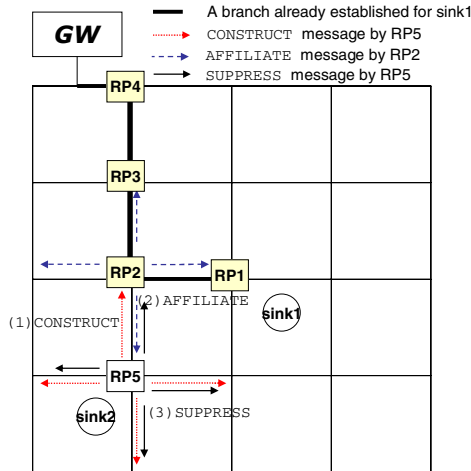 A branch already established for sink1
GW
CONSTRUCT message by RP5
AFFILIATE message by RP2
SUPPRESS message by RP5
RP4
RP3
RP2
RP1
(2)AFFILIATE
sink1
(1)CONSTRUCT
RP5
sink2
(3)SUPPRESS